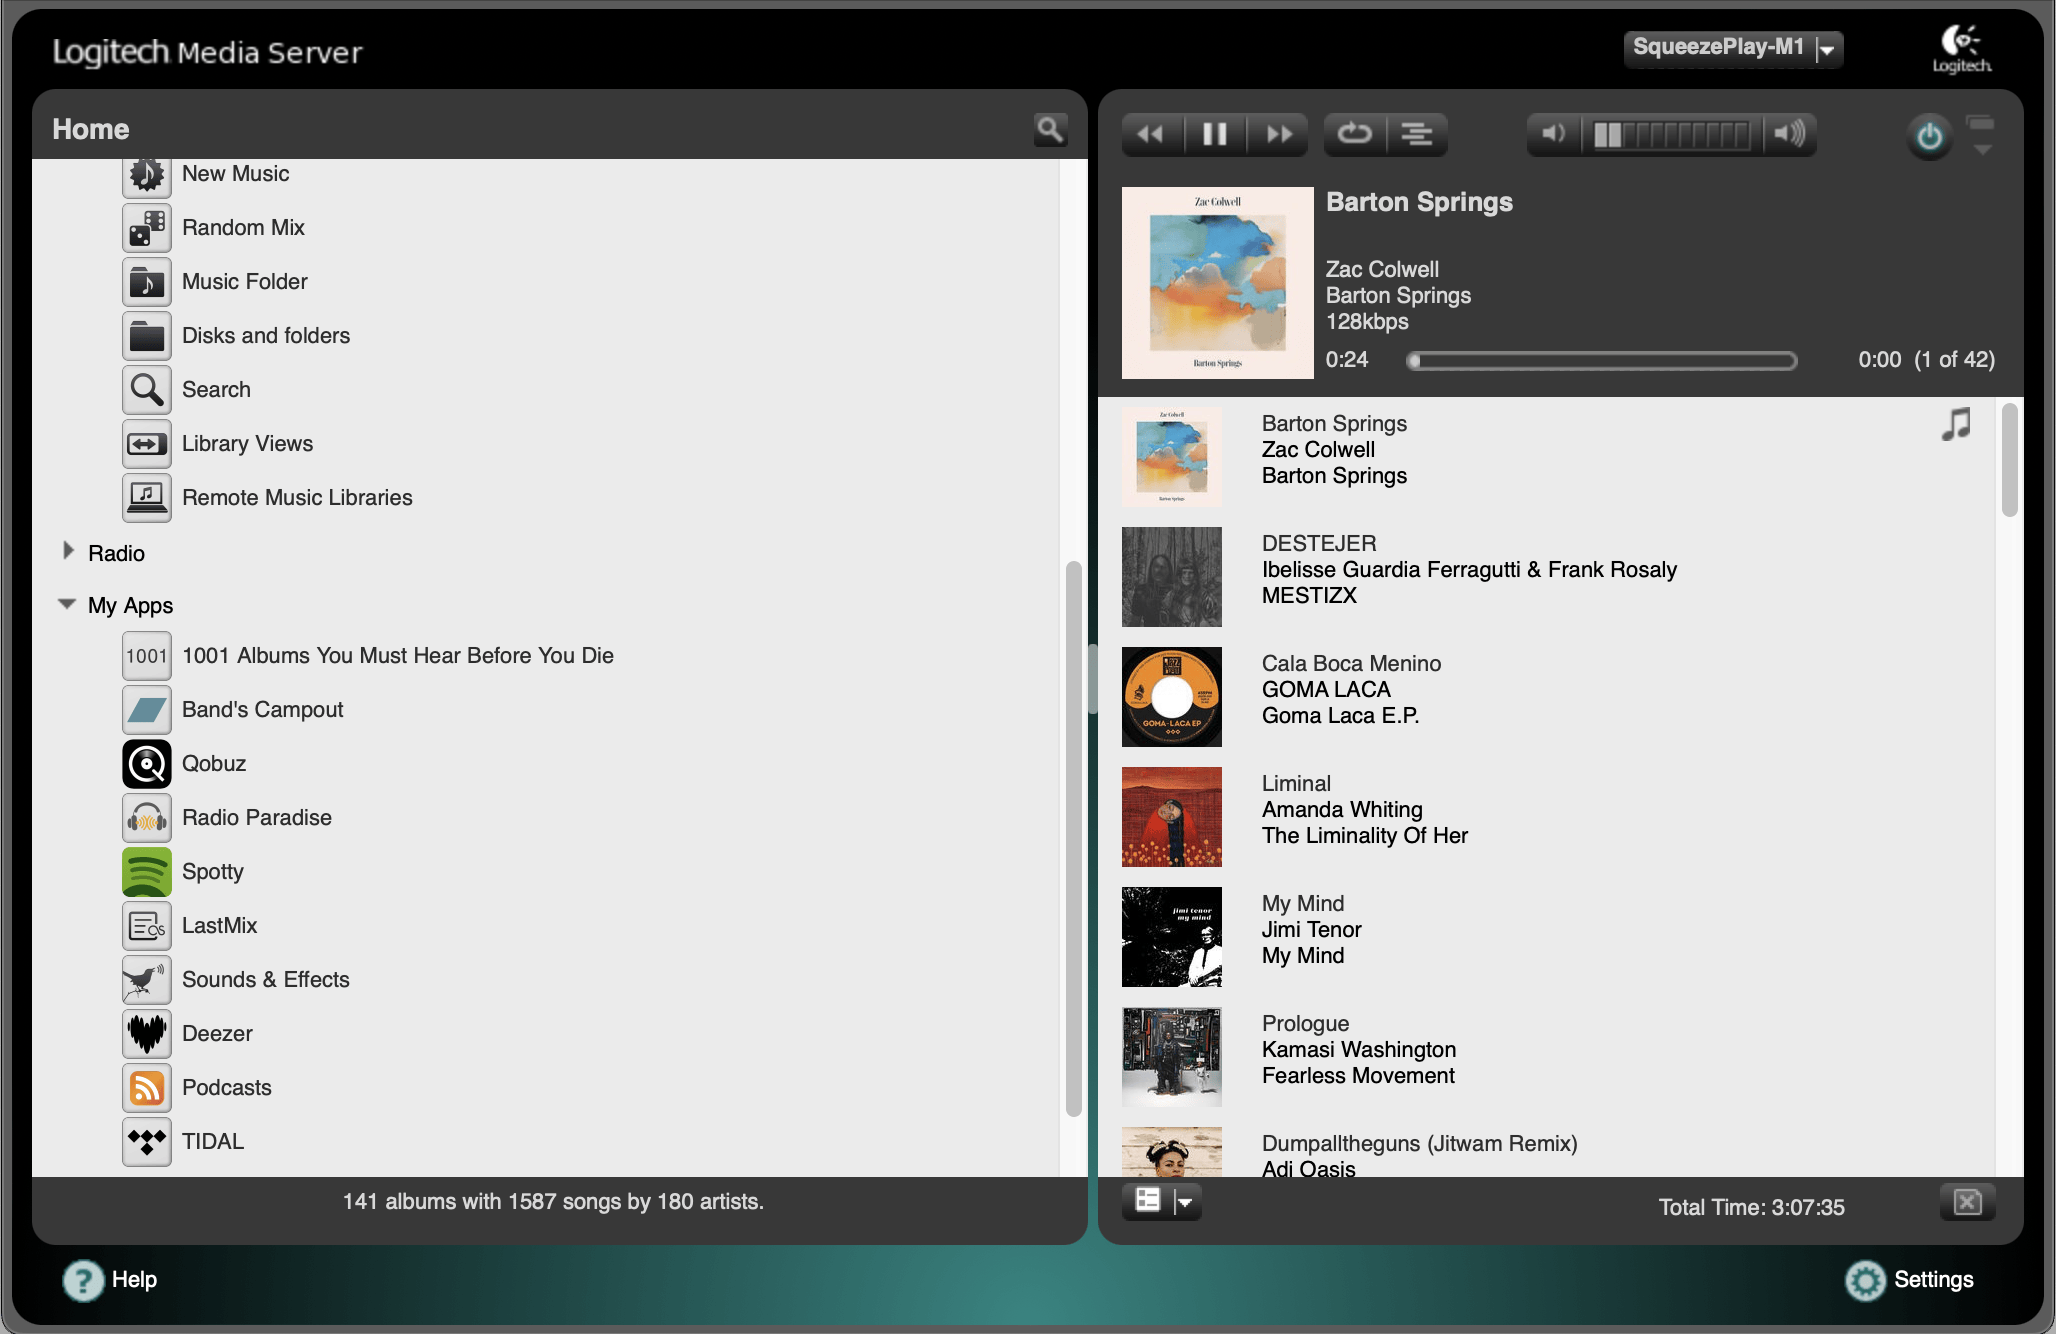 Logitech Media Server
SqueezePlay-M1
Logitech
Home
New Music
Random Mix
Music Folder
Disks and folders
Search
Library Views
Remote Music Libraries
Radio
My Apps
1001
1001 Albums You Must Hear Before You Die
Band's Campout
Qobuz
Radio Paradise
Spotty
LastMix
Sounds & Effects
Deezer
Podcasts
TIDAL
141 albums with 1587 songs by 180 artists.
Zac Colwell
Barton Springs
Barton Springs
Zac Colwell
Barton Springs
128kbps
0:24
0:00 (1 of 42)
Zac Colwell
Barton Springs
Barton Springs
Zac Colwell
Barton Springs
DESTEJER
Ibelisse Guardia Ferragutti & Frank Rosaly
MESTIZX
GOMA-LACA EP
Cala Boca Menino
GOMA LACA
Goma Laca E.P.
Liminal
Amanda Whiting
The Liminality Of Her
jimi tenor
my mind
My Mind
Jimi Tenor
My Mind
Prologue
Kamasi Washington
Fearless Movement
Dumpalltheguns (Jitwam Remix)
Adi Oasis
Total Time: 3:07:35
Help
Settings